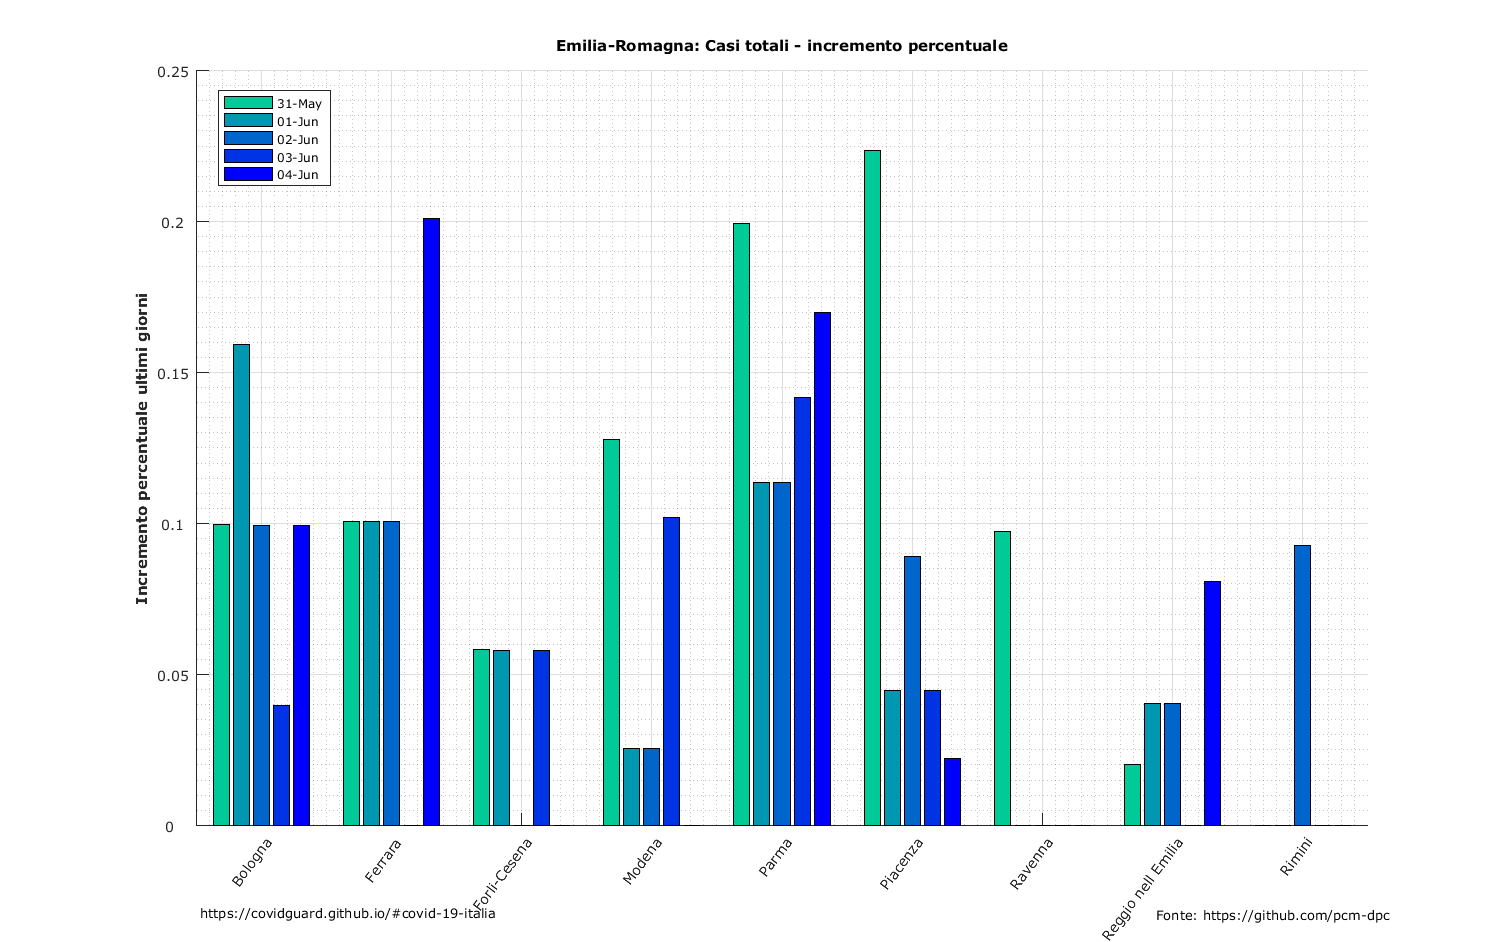 Emilia-Romagna: Casi totali - incremento percentuale
0.25
0.2
0.15
0.1
0.05
0
Incremento percentuale ultimi giorni
31-May
01-Jun
02-Jun
03-Jun
04-Jun
Bologna
Ferrara
Forlì-Cesena
Modena
Parma
Piacenza
Ravenna
Reggio nell Emilia
Rimini
https://covidguard.github.io/#covid-19-italia
Fonte: https://github.com/pcm-dpc